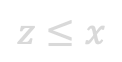 z ≤ x